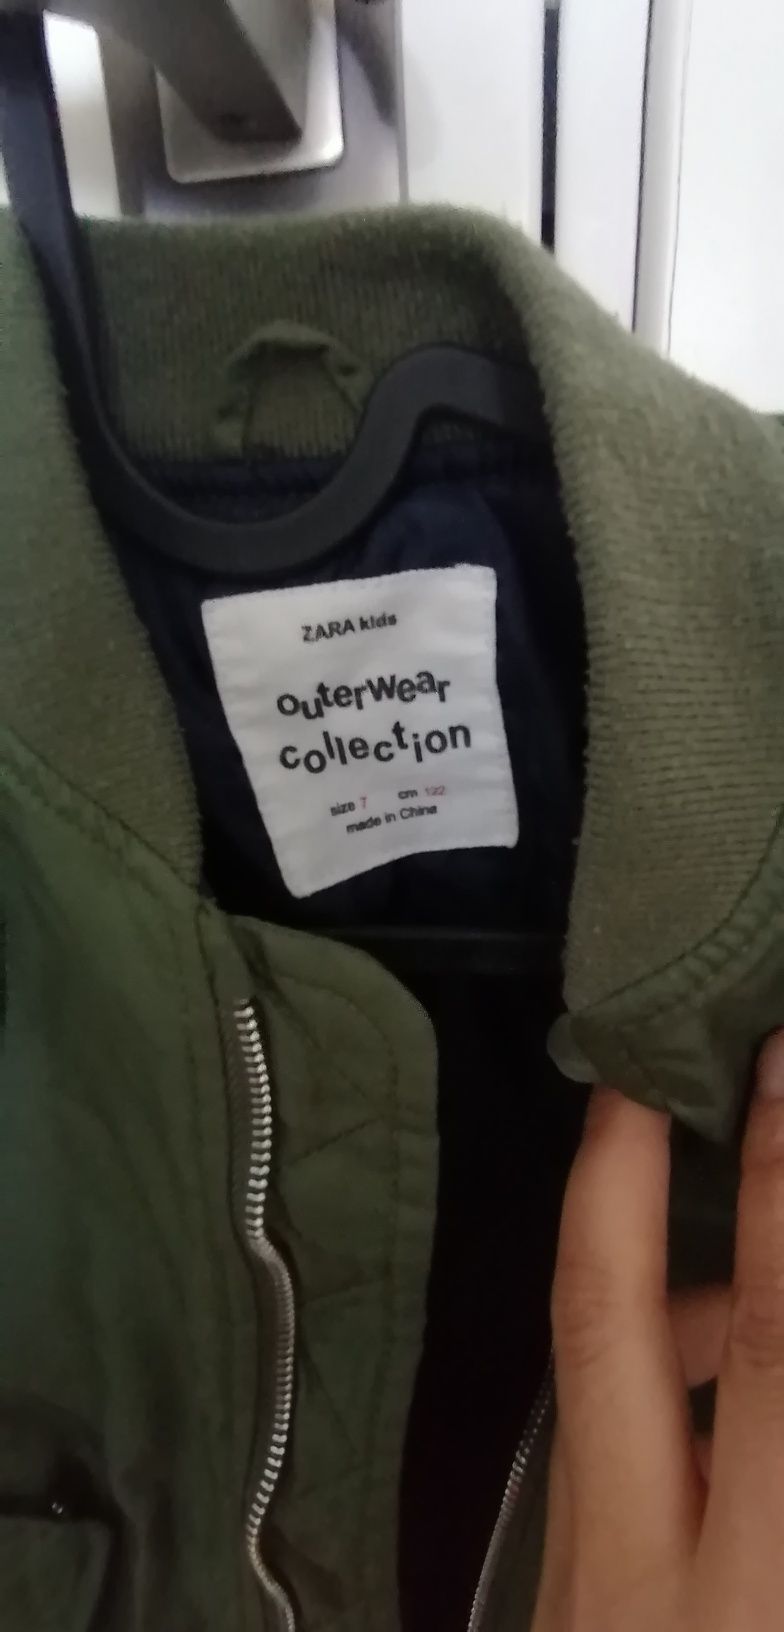 ZARA kids
outerwear
collection
size 7 cm 122
made in China